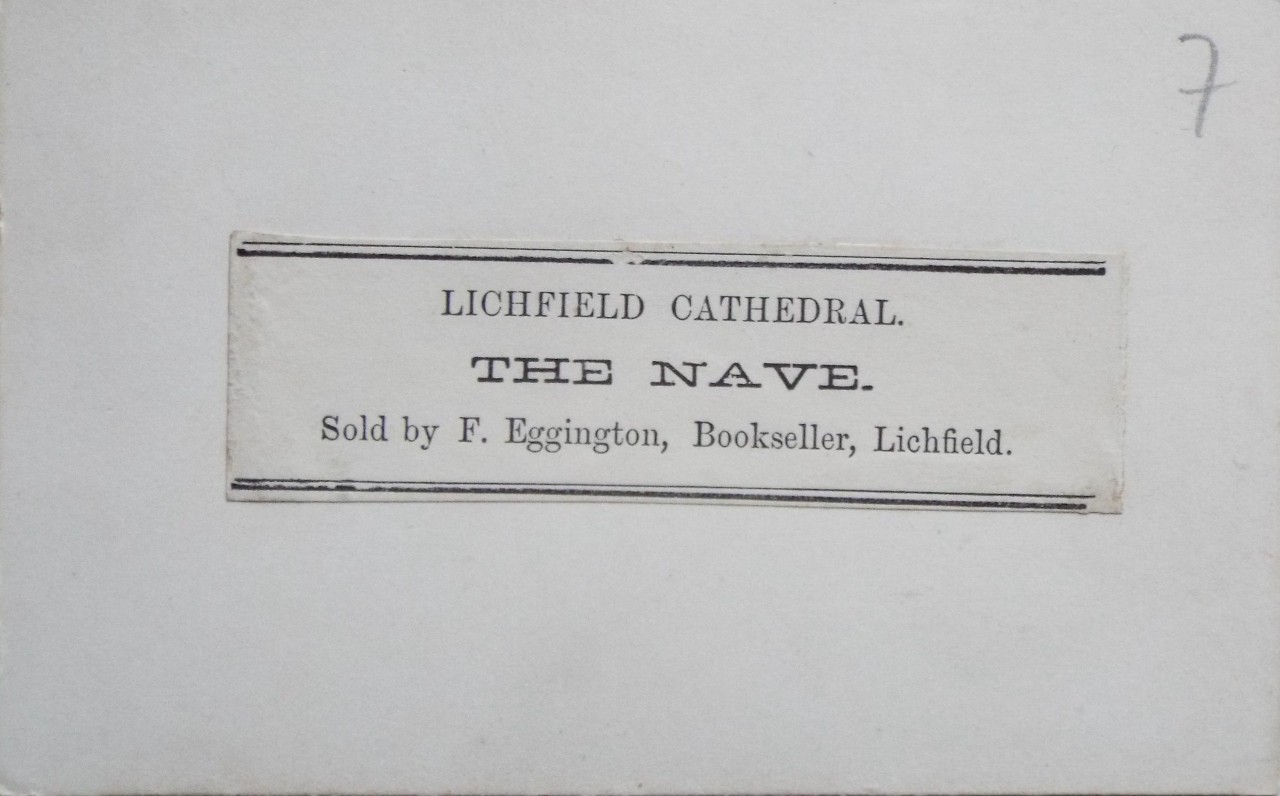 7
LICHFIELD CATHEDRAL.
THE NAVE.
Sold by F. Eggington, Bookseller, Lichfield.